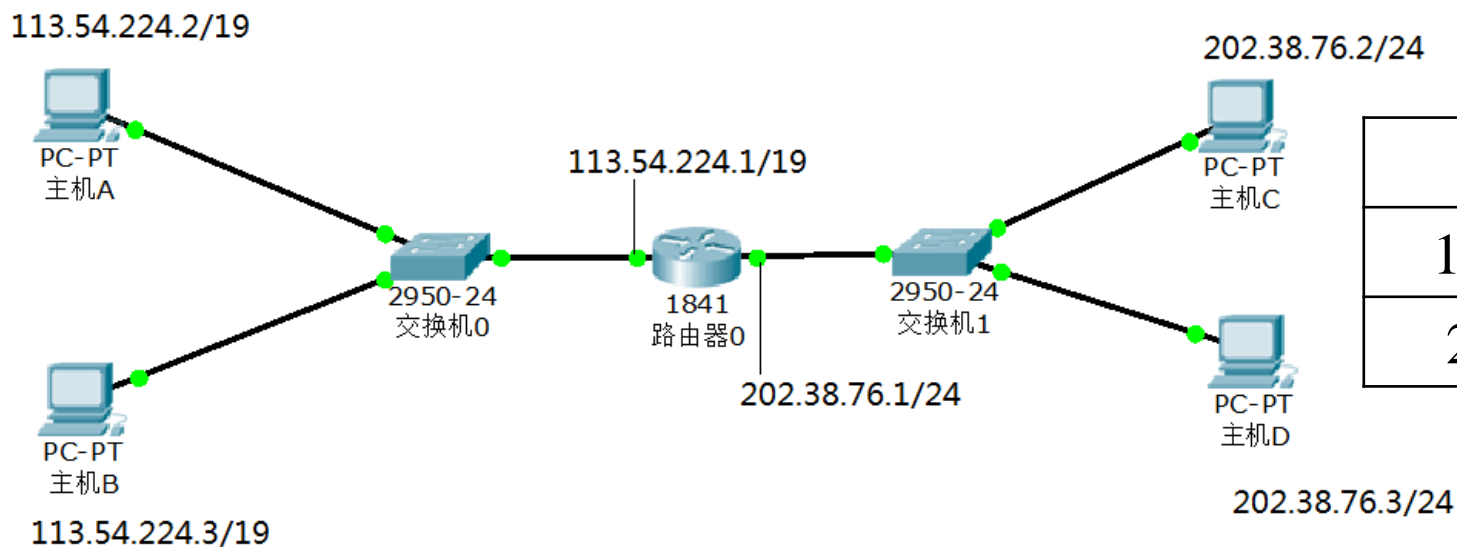 113.54.224.2/19
PC-PT
主机A
PC-PT
主机B
113.54.224.3/19
2950-24
交换机0
113.54.224.1/19
1841
路由器0
202.38.76.1/24
2950-24
交换机1
202.38.76.2/24
PC-PT
主机C
PC-PT
主机D
202.38.76.3/24
1
2